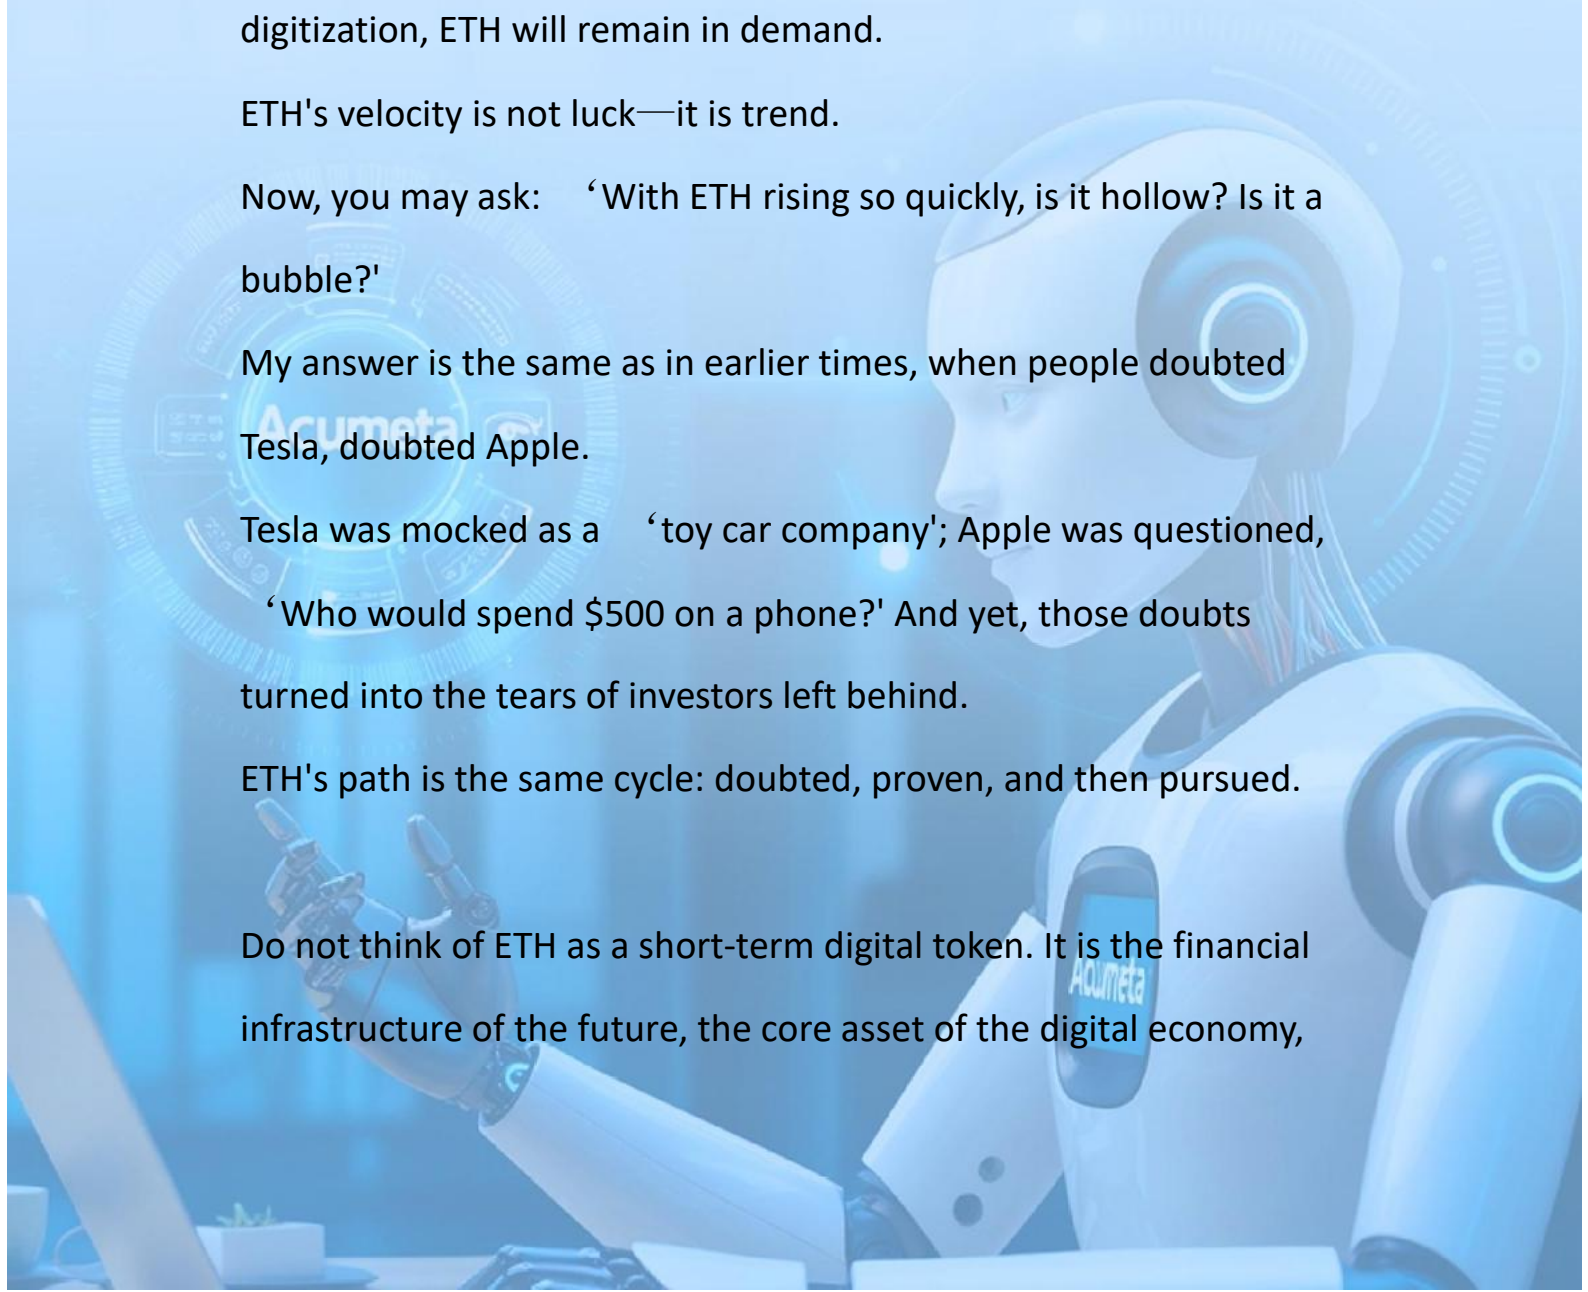 digitization, ETH will remain in demand.
ETH's velocity is not luck—it is trend.
Now, you may ask: ‘With ETH rising so quickly, is it hollow? Is it a
bubble?'
My answer is the same as in earlier times, when people doubted
Acumeta
Tesla, doubted Apple.
Tesla was mocked as a ‘toy car company'; Apple was questioned,
‘Who would spend $500 on a phone?' And yet, those doubts
turned into the tears of investors left behind.
ETH's path is the same cycle: doubted, proven, and then pursued.
Do not think of ETH as a short-term digital token. It is the financial
Acumeta
infrastructure of the future, the core asset of the digital economy,